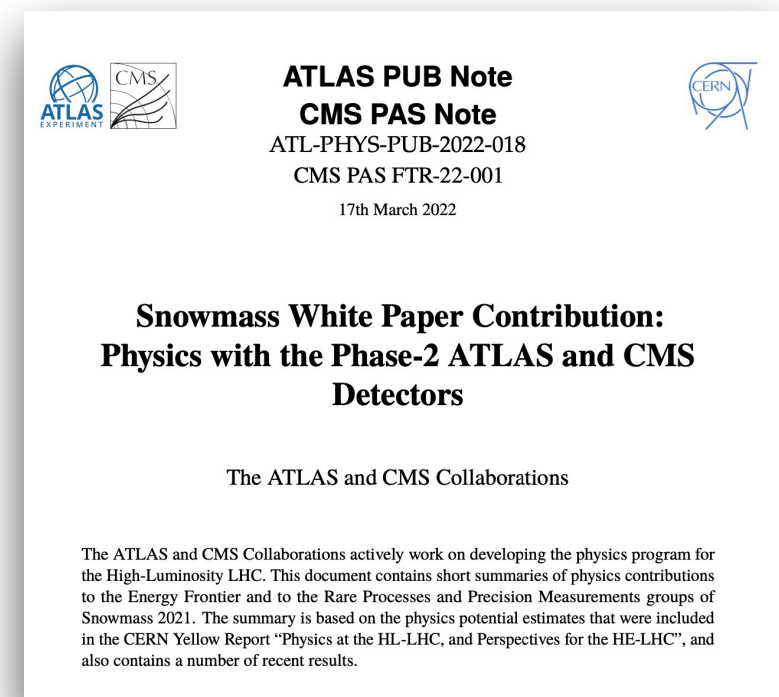 ATLAS
EXPERIMENT
CMS
ATLAS PUB Note
CMS PAS Note
ATL-PHYS-PUB-2022-018
CMS PAS FTR-22-001
17th March 2022
CERN
Snowmass White Paper Contribution:
Physics with the Phase-2 ATLAS and CMS
Detectors
The ATLAS and CMS Collaborations
The ATLAS and CMS Collaborations actively work on developing the physics program for
the High-Luminosity LHC. This document contains short summaries of physics contributions
to the Energy Frontier and to the Rare Processes and Precision Measurements groups of
Snowmass 2021. The summary is based on the physics potential estimates that were included
in the CERN Yellow Report “Physics at the HL-LHC, and Perspectives for the HE-LHC”, and
also contains a number of recent results.